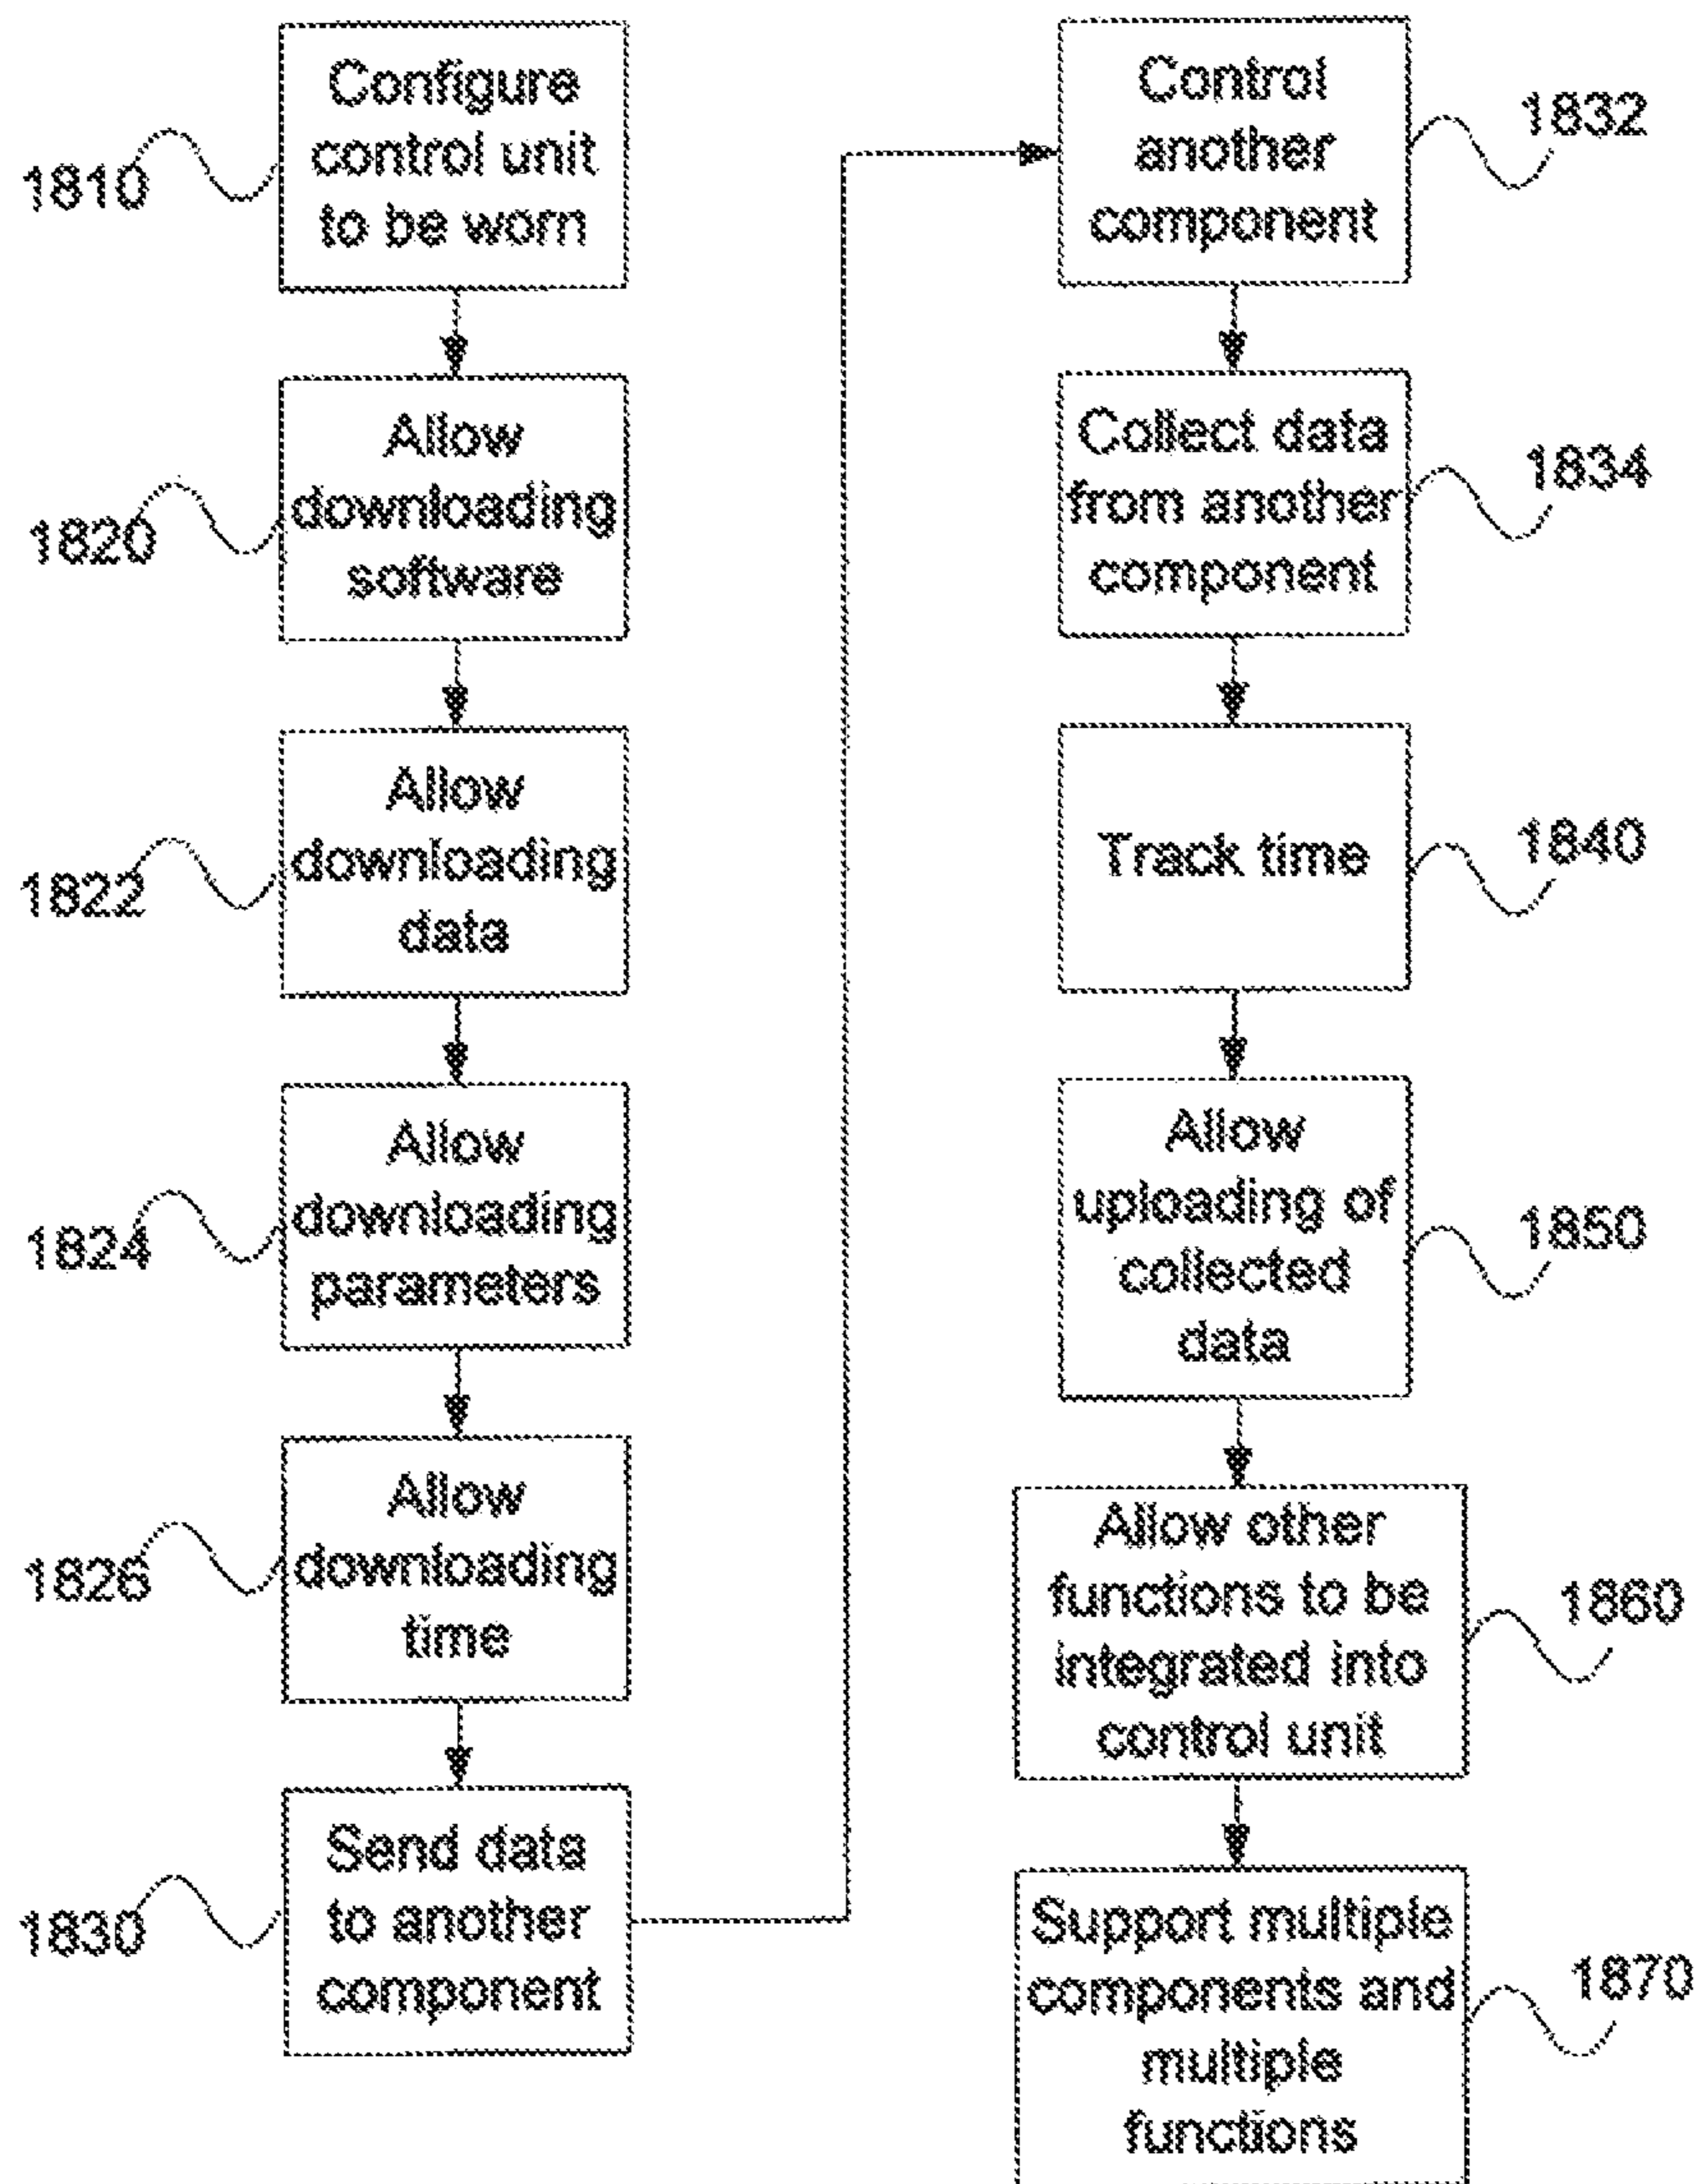 1810
Configure
control unit
to be worn
1820
Allow
downloading
software
1822
Allow
downloading
data
1824
Allow
downloading
parameters
1826
Allow
downloading
time
1830
Send data
to another
component
Control
another
component
1832
Collect data
from another
component
1834
Track time
1840
Allow
uploading of
collected
data
1850
Allow other
functions to be
integrated into
control unit
1860
Support multiple
components and
multiple
functions
1870